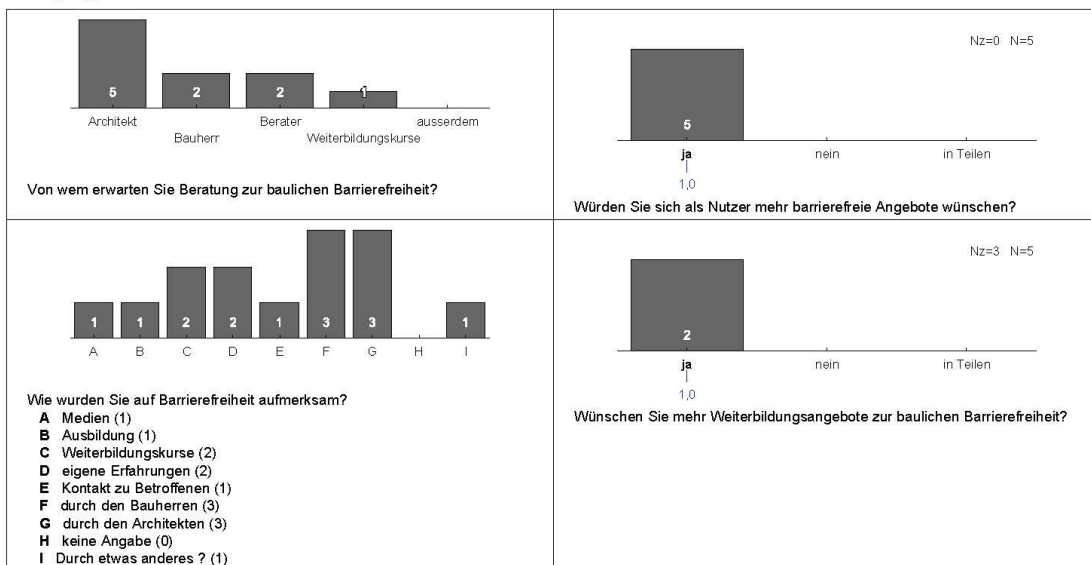 5
2
2
1
Architekt
Berater
ausserdem
Bauherr
Weiterbildungskurse
Von wem erwarten Sie Beratung zur baulichen Barrierefreiheit?
Nz=0 N=5
5
ja
nein
in Teilen
1,0
Würden Sie sich als Nutzer mehr barrierefreie Angebote wünschen?
1
1
2
2
1
3
3
1
A
B
C
D
E
F
G
H
I
Wie wurden Sie auf Barrierefreiheit aufmerksam?
A Medien (1)
B Ausbildung (1)
C Weiterbildungskurse (2)
D eigene Erfahrungen (2)
E Kontakt zu Betroffenen (1)
F durch den Bauherren (3)
G durch den Architekten (3)
H keine Angabe (0)
I Durch etwas anderes ? (1)
Nz=3 N=5
2
ja
nein
in Teilen
1,0
Wünschen Sie mehr Weiterbildungsangebote zur baulichen Barrierefreiheit?